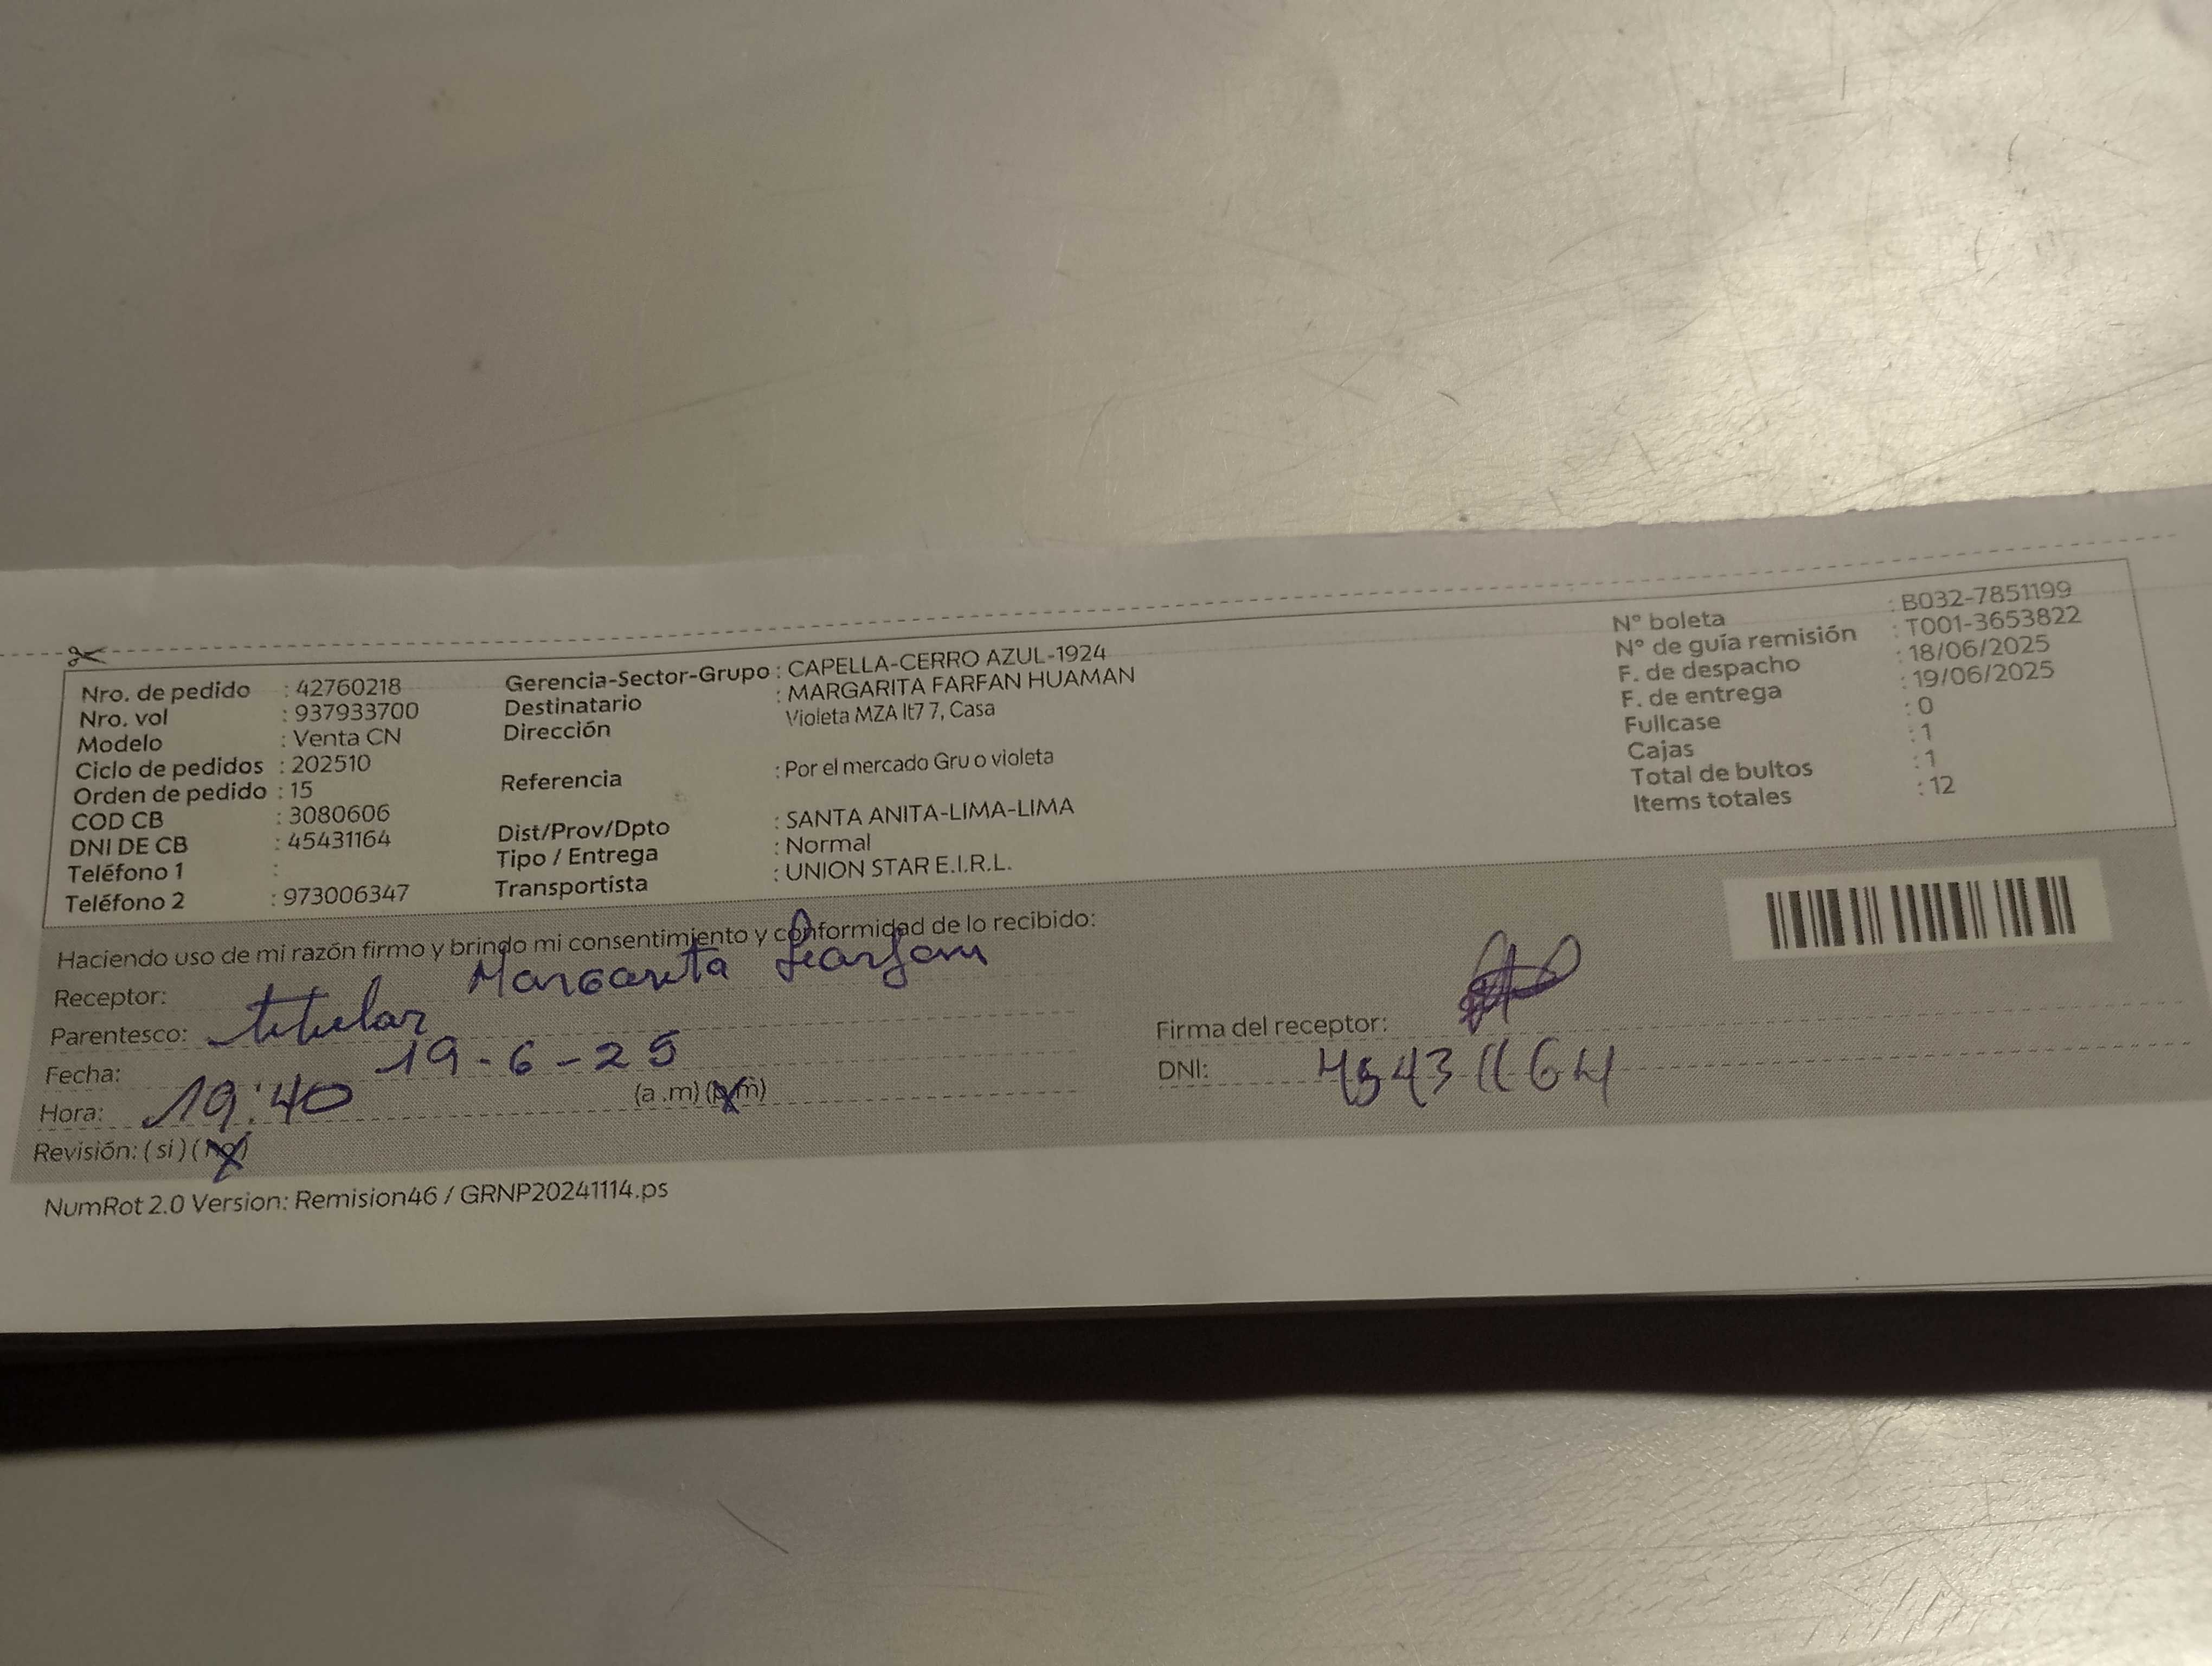 Nro. de pedido : 42760218
Nro. vol : 937933700
Modelo : Venta CN
Ciclo de pedidos : 202510
Orden de pedido : 15
COD CB : 3080606
DNI DE CB : 45431164
Teléfono 1 :
Teléfono 2 : 973006347
Gerencia-Sector-Grupo : CAPELLA-CERRO AZUL-1924
Destinatario : MARGARITA FARFAN HUAMAN
Dirección Violeta MZA lt7 7, Casa
Referencia : Por el mercado Gru o violeta
Dist/Prov/Dpto : SANTA ANITA-LIMA-LIMA
Tipo / Entrega : Normal
Transportista : UNION STAR E.I.R.L.
N° boleta : B032-7851199
N° de guía remisión : T001-3653822
F. de despacho : 18/06/2025
F. de entrega : 19/06/2025
Fullcase : 0
Cajas : 1
Total de bultos : 1
Items totales : 12
Haciendo uso de mi razón firmo y brindo mi consentimiento y conformidad de lo recibido:
Receptor: Margarita Farfan
Parentesco: titular
Fecha: 19-6-25
Hora: 19:40 (a .m) (p.m)
Revisión: ( si ) ( no )
Firma del receptor:
DNI: 45431164
NumRot 2.0 Version: Remision46 / GRNP20241114.ps